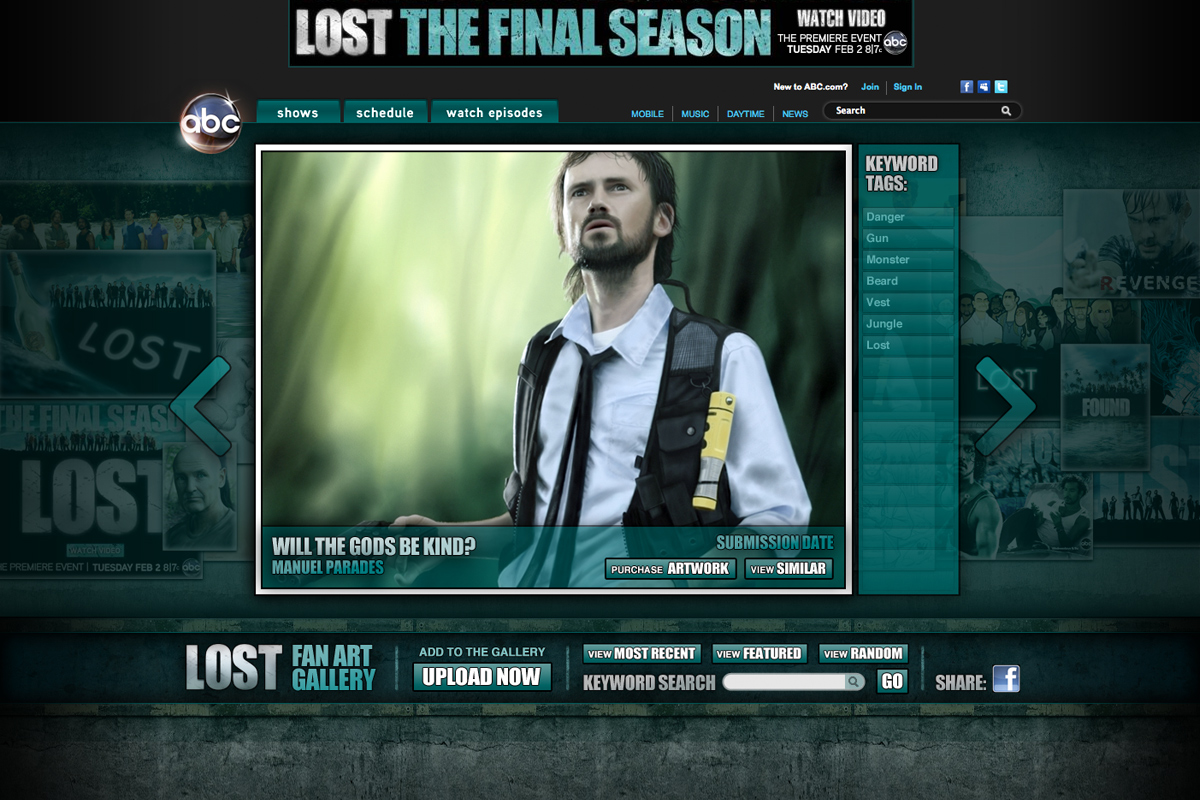 LOST THE FINAL SEASON
WATCH VIDEO
THE PREMIERE EVENT
TUESDAY FEB 2 8|7c
abc
New to ABC.com? Join Sign In
f t
abc
shows schedule watch episodes
MOBILE MUSIC DAYTIME NEWS
Search
KEYWORD
TAGS:
Danger
Gun
Monster
Beard
Vest
Jungle
Lost
LOST
THE FINAL SEAS
LOST
WATCH VIDEO
E PREMIERE EVENT TUESDAY FEB 2 8|7c abc
REVENGE
LOST
FOUND
WILL THE GODS BE KIND?
MANUEL PARADES
SUBMISSION DATE
PURCHASE ARTWORK
VIEW SIMILAR
LOST FAN ART
GALLERY
ADD TO THE GALLERY
UPLOAD NOW
VIEW MOST RECENT
VIEW FEATURED
VIEW RANDOM
KEYWORD SEARCH
GO
SHARE: f